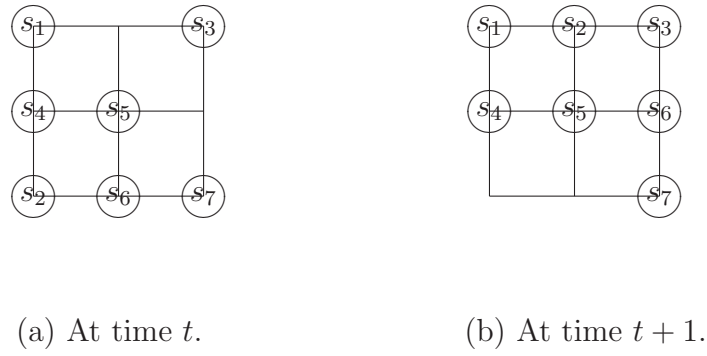 s₁ s₃ s₁ s₂ s₃
s₄ s₅ s₄ s₅ s₆
s₂ s₆ s₇ s₇
(a) At time t. (b) At time t + 1.